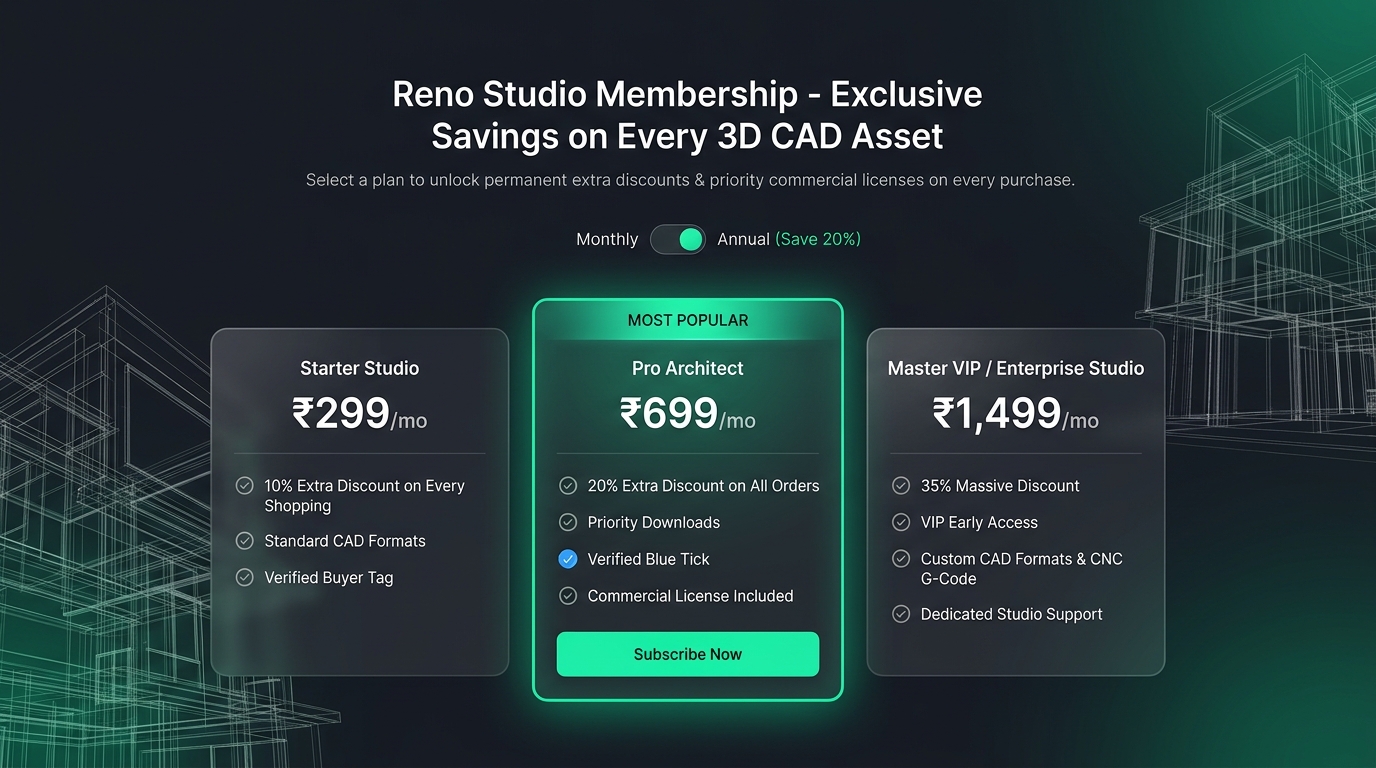 Reno Studio Membership - Exclusive
Savings on Every 3D CAD Asset
Select a plan to unlock permanent extra discounts & priority commercial licenses on every purchase.
Monthly Annual (Save 20%)
Starter Studio
₹299/mo
10% Extra Discount on Every
Shopping
Standard CAD Formats
Verified Buyer Tag
MOST POPULAR
Pro Architect
₹699/mo
20% Extra Discount on All Orders
Priority Downloads
Verified Blue Tick
Commercial License Included
Subscribe Now
Master VIP / Enterprise Studio
₹1,499/mo
35% Massive Discount
VIP Early Access
Custom CAD Formats & CNC
G-Code
Dedicated Studio Support